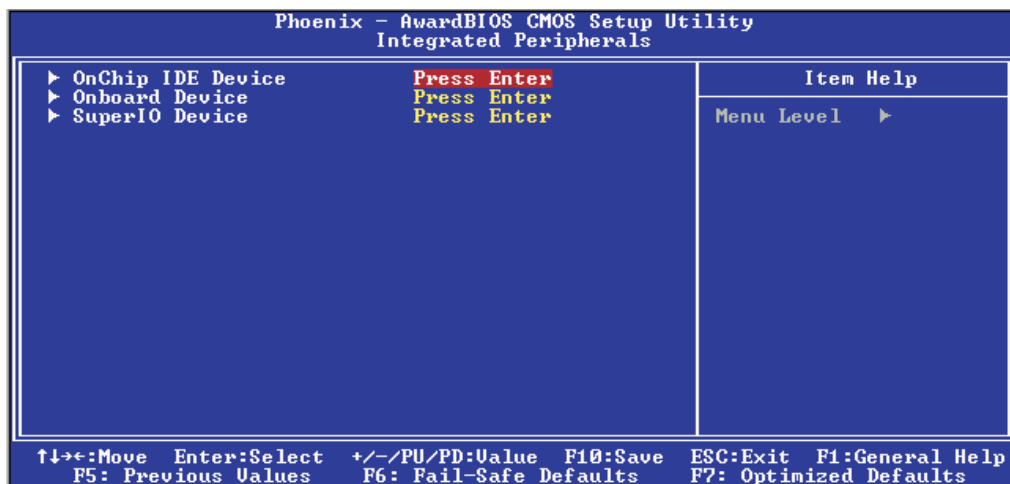 Phoenix - AwardBIOS CMOS Setup Utility
Integrated Peripherals
▶ OnChip IDE Device Press Enter
▶ Onboard Device Press Enter
▶ SuperIO Device Press Enter
Item Help
Menu Level ▶
↑↓→←:Move Enter:Select +/-/PU/PD:Value F10:Save ESC:Exit F1:General Help
F5: Previous Values F6: Fail-Safe Defaults F7: Optimized Defaults